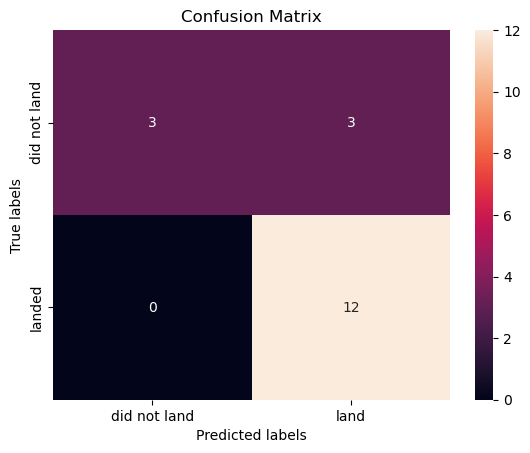 Confusion Matrix
True labels
did not land
landed
3
3
0
12
did not land
land
Predicted labels
12
10
8
6
4
2
0